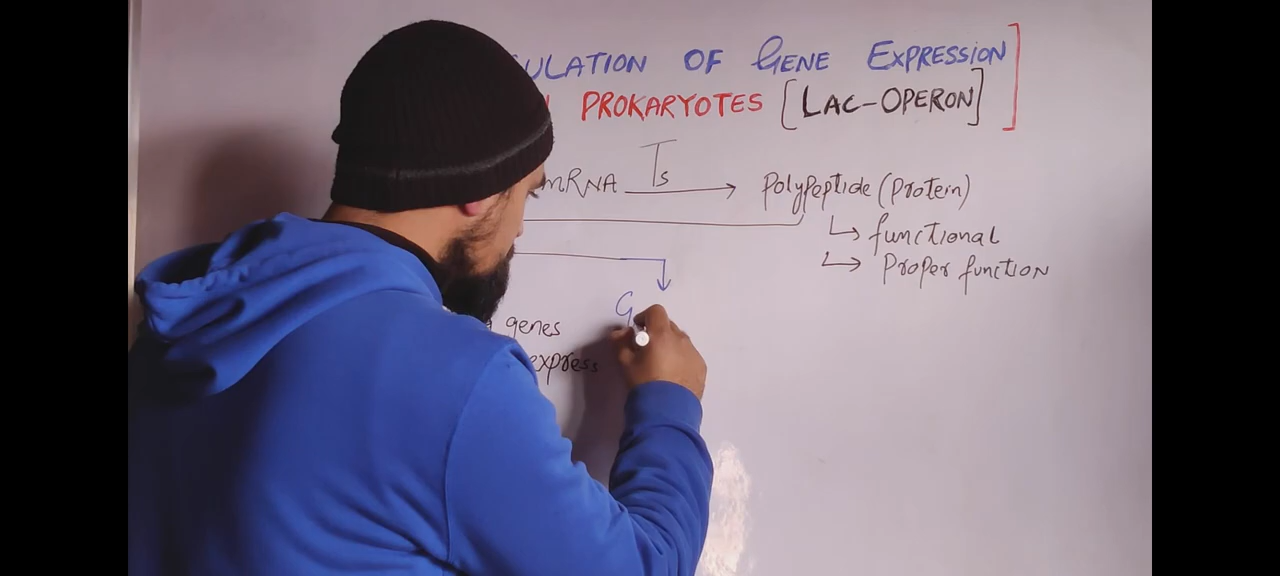 ULATION OF GENE EXPRESSION
PROKARYOTES [LAC-OPERON]
mRNA Ts Polypeptide (Protein)
functional
Proper function
genes
express
G